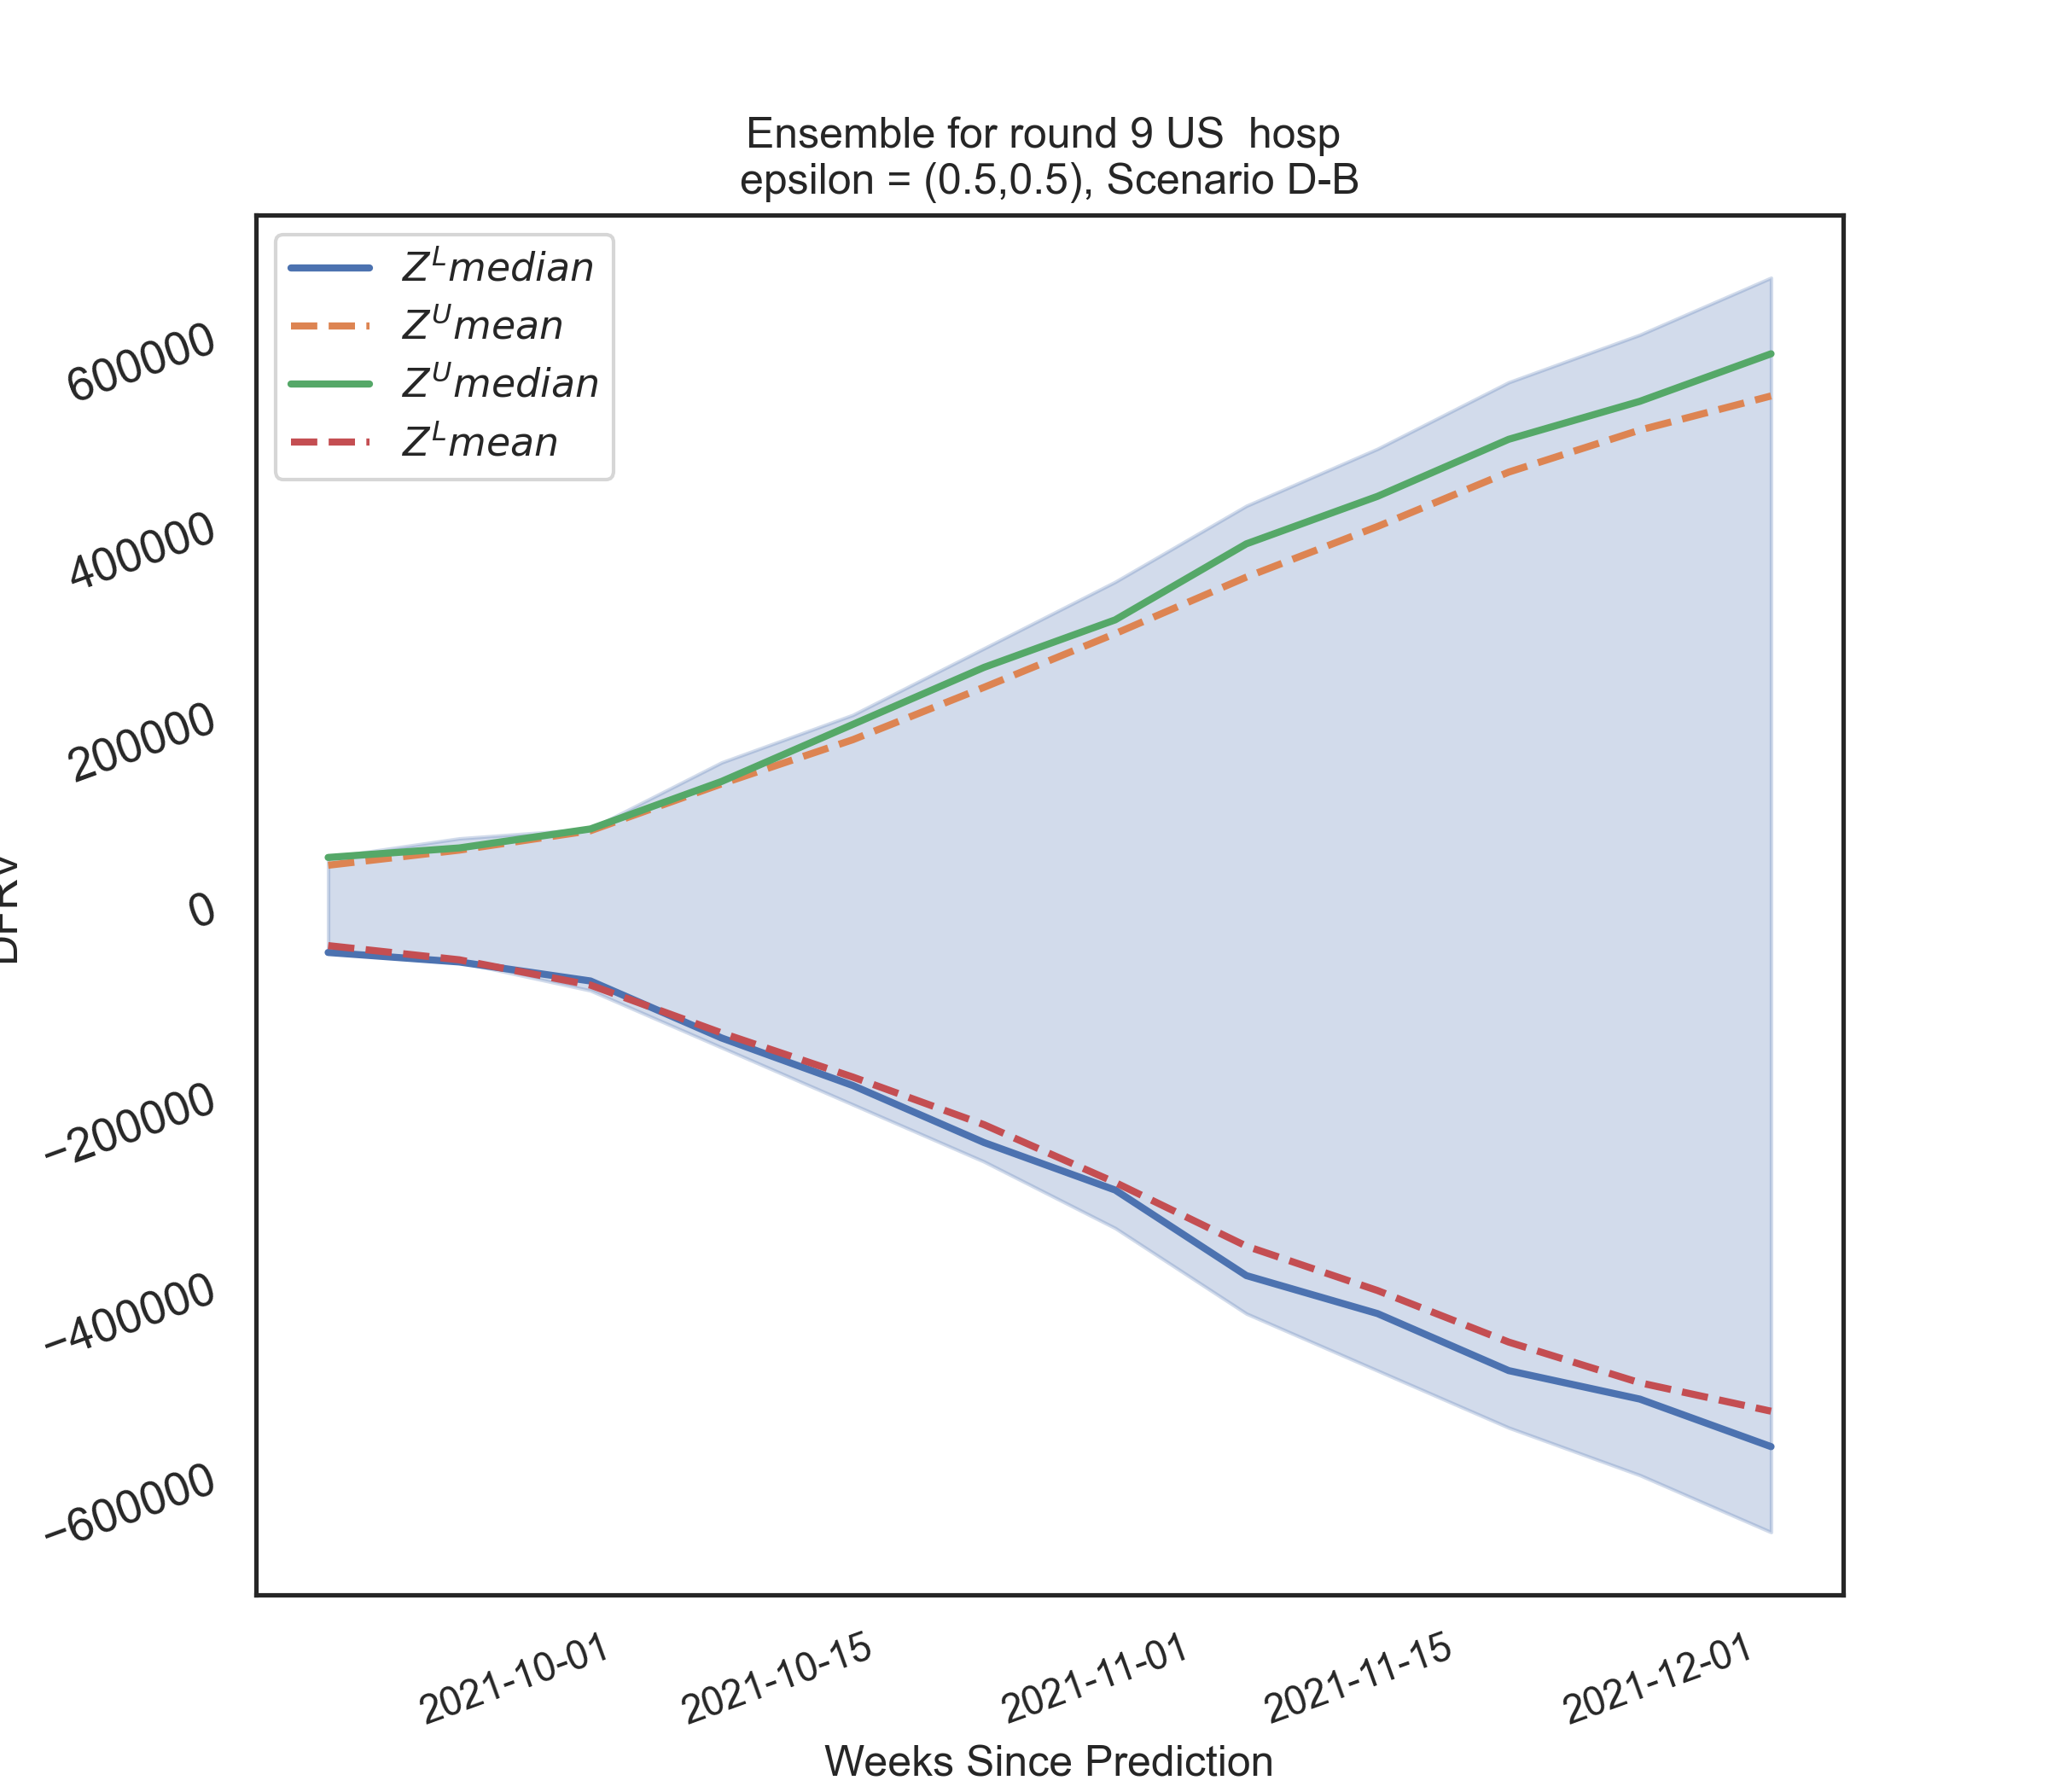 Ensemble for round 9 US  hosp
epsilon = (0.5,0.5), Scenario D-B
Z^L median
Z^U mean
Z^U median
Z^L mean
600000
400000
200000
0
−200000
−400000
−600000
2021-10-01
2021-10-15
2021-11-01
2021-11-15
2021-12-01
Weeks Since Prediction